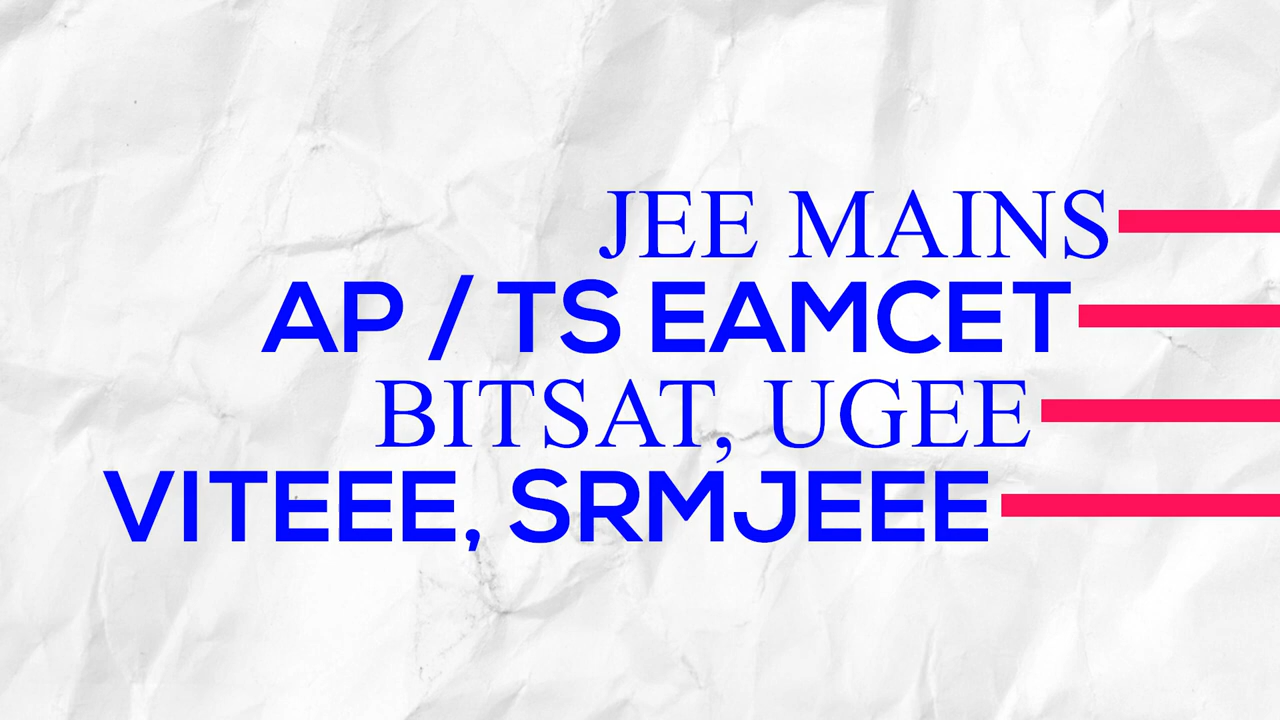 JEE MAINS
AP / TS EAMCET
BITSAT, UGEE
VITEEE, SRMJEEE